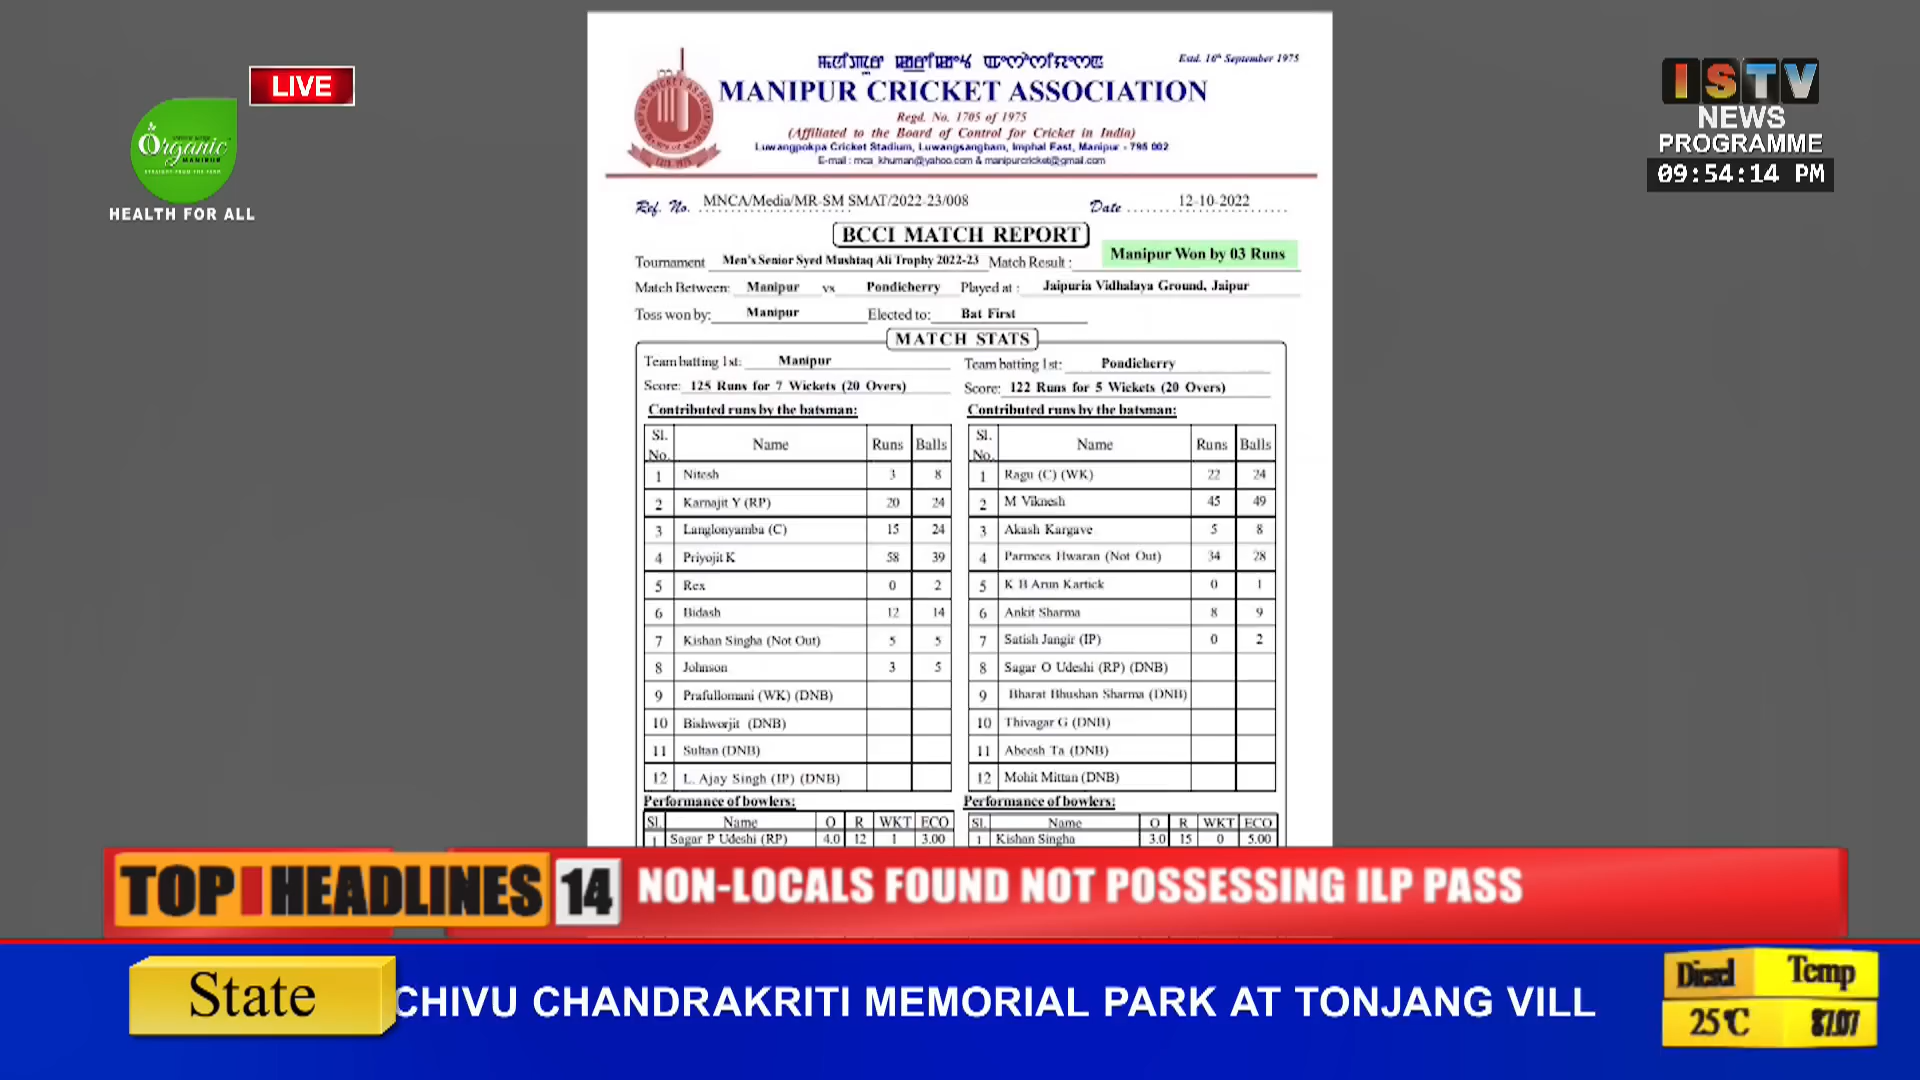 LIVE
Organic
MANIPUR
HEALTH FOR ALL
ISTV
NEWS
PROGRAMME
09:54:14 PM
Estd. 16th September 1975
MANIPUR CRICKET ASSOCIATION
Regd. No. 1705 of 1975
(Affiliated to the Board of Control for Cricket in India)
Luwangpokpa Cricket Stadium, Luwangsangbam, Imphal East, Manipur - 795 002
E-mail : mca_khuman@yahoo.com & manipurcricket@gmail.com
Ref. No. MNCA/Media/MR-SM SMAT/2022-23/008 Date 12-10-2022
BCCI MATCH REPORT
Tournament Men's Senior Syed Mushtaq Ali Trophy 2022-23 Match Result : Manipur Won by 03 Runs
Match Between: Manipur vs Pondicherry Played at : Jaipuria Vidhalaya Ground, Jaipur
Toss won by: Manipur Elected to: Bat First
MATCH STATS
Team batting 1st: Manipur
Score: 125 Runs for 7 Wickets (20 Overs)
Contributed runs by the batsman:
Sl. No. Name Runs Balls
1 Nitesh 3 8
2 Karnajit Y (RP) 20 24
3 Langlonyamba (C) 15 24
4 Priyojit K 58 39
5 Rex 0 2
6 Bidash 12 14
7 Kishan Singha (Not Out) 5 5
8 Johnson 3 5
9 Prafullomani (WK) (DNB)
10 Bishworjit (DNB)
11 Sultan (DNB)
12 L. Ajay Singh (IP) (DNB)
Performance of bowlers:
Sl. Name O R WKT ECO
1 Sagar P Udeshi (RP) 4.0 12 1 3.00
Team batting 1st: Pondicherry
Score: 122 Runs for 5 Wickets (20 Overs)
Contributed runs by the batsman:
Sl. No. Name Runs Balls
1 Ragu (C) (WK) 22 24
2 M Viknesh 45 49
3 Akash Kargave 5 8
4 Parmees Hwaran (Not Out) 34 28
5 K B Arun Kartick 0 1
6 Ankit Sharma 8 9
7 Satish Jangir (IP) 0 2
8 Sagar O Udeshi (RP) (DNB)
9 Bharat Bhushan Sharma (DNB)
10 Thivagar G (DNB)
11 Abeesh Ta (DNB)
12 Mohit Mittan (DNB)
Performance of bowlers:
Sl. Name O R WKT ECO
1 Kishan Singha 3.0 15 0 5.00
TOP HEADLINES 14 NON-LOCALS FOUND NOT POSSESSING ILP PASS
State CHIVU CHANDRAKRITI MEMORIAL PARK AT TONJANG VILL
Diesel Temp
25°C 87.07